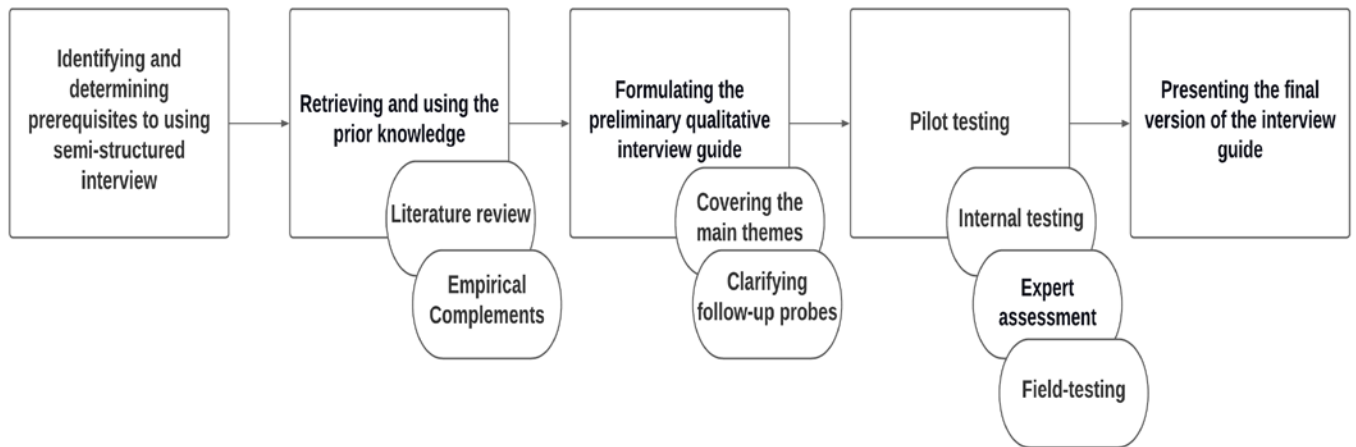 Identifying and
determining
prerequisites to using
semi-structured
interview
Retrieving and using the
prior knowledge
Literature review
Empirical
Complements
Formulating the
preliminary qualitative
interview guide
Covering the
main themes
Clarifying
follow-up probes
Pilot testing
Internal testing
Expert
assessment
Field-testing
Presenting the final
version of the interview
guide